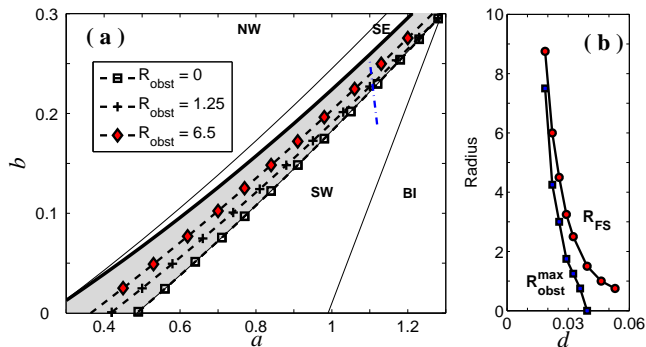 ( a )
NW
SE
R_obst = 0
R_obst = 1.25
R_obst = 6.5
SW
BI
0.3
0.2
0.1
0
b
0.4
0.6
0.8
1
1.2
a
( b )
10
8
6
4
2
0
Radius
R_FS
R_obst^max
0
0.03
0.06
d